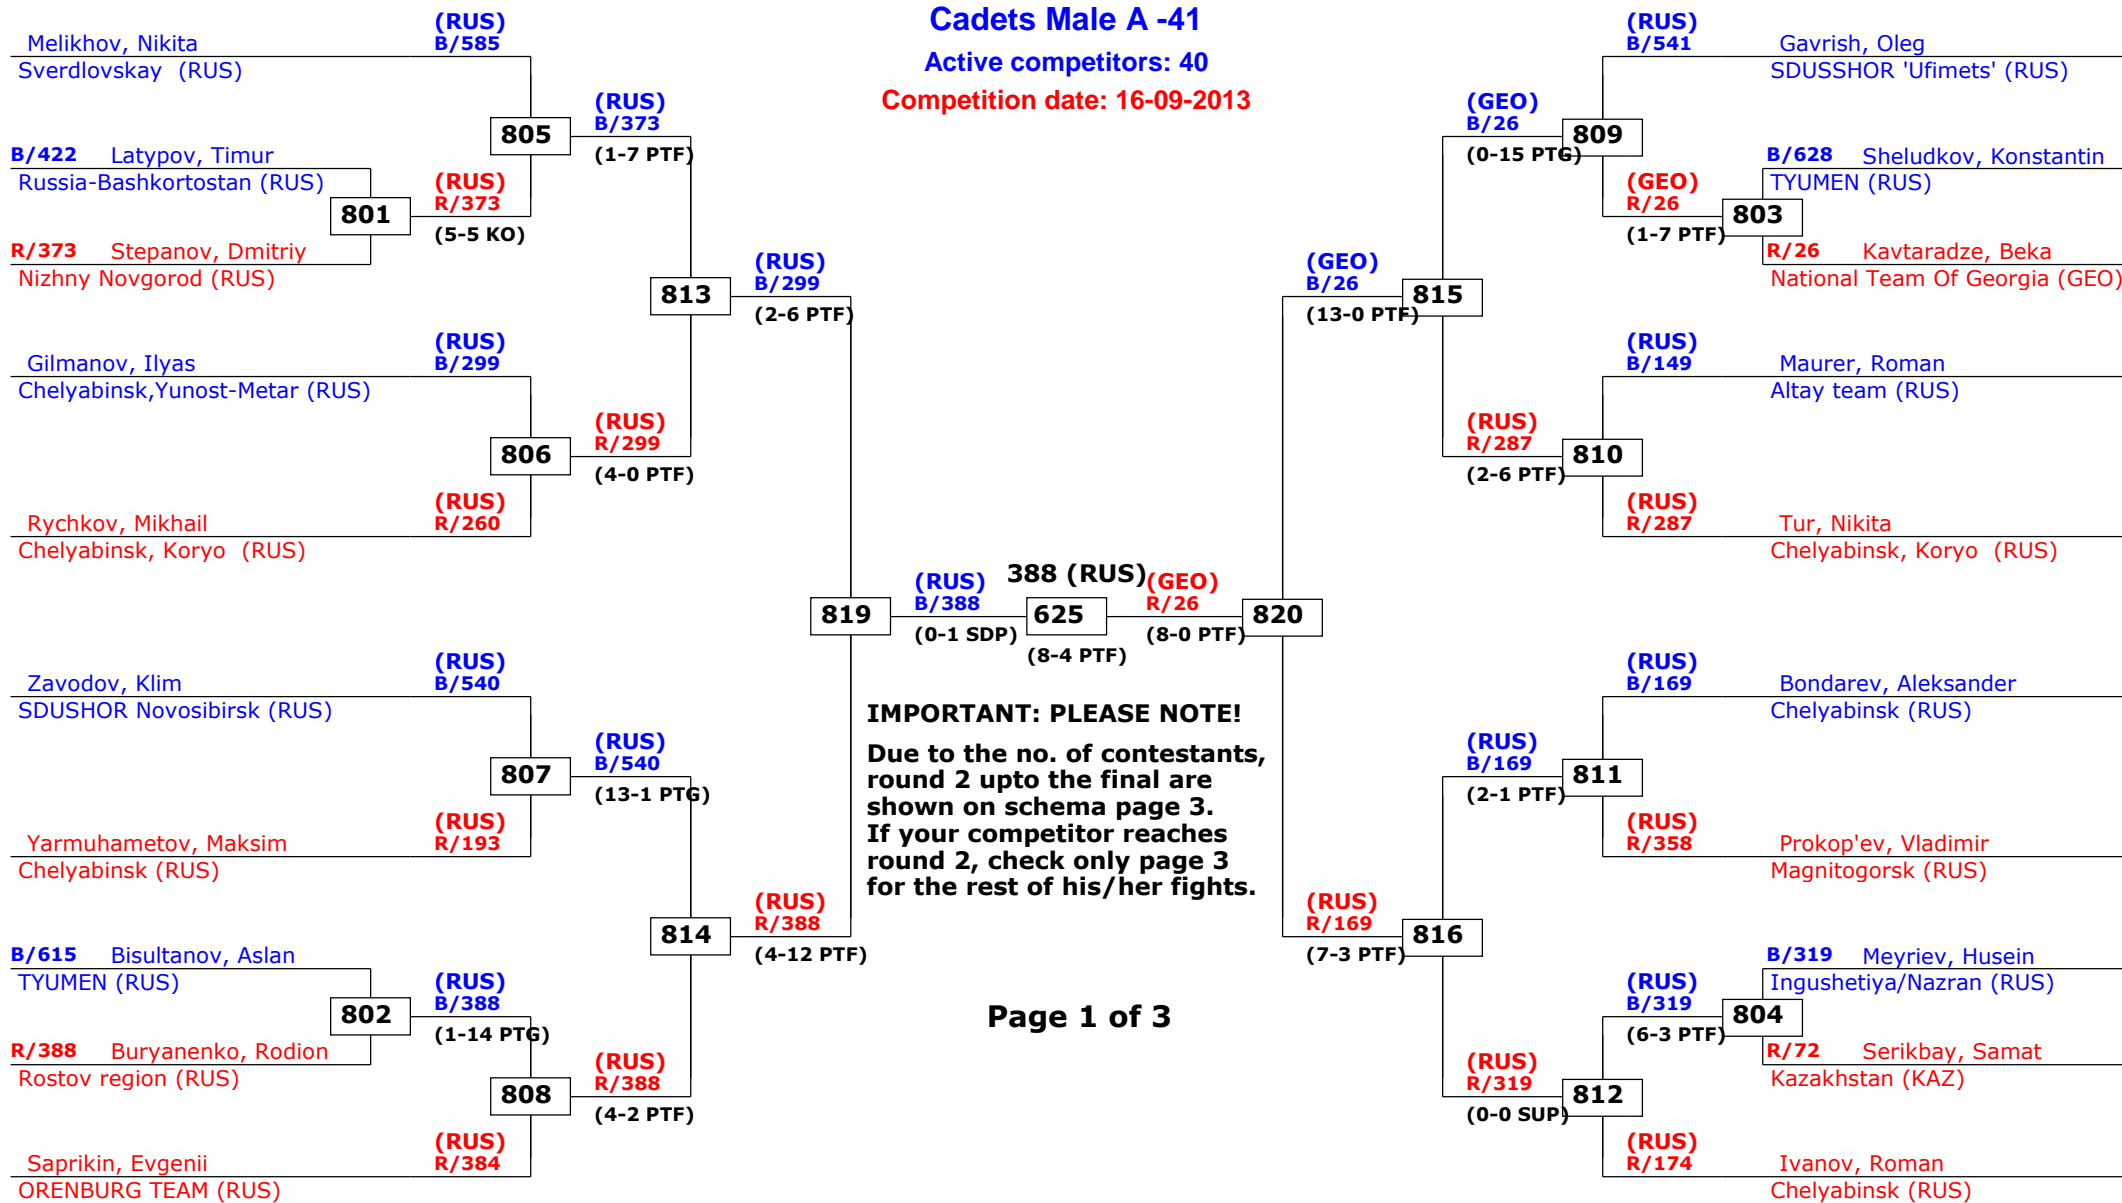 Cadets Male A -41
Active competitors: 40
Competition date: 16-09-2013
(RUS)
B/585
Melikhov, Nikita
Sverdlovskay (RUS)
(RUS)
B/373
805
(1-7 PTF)
B/422 Latypov, Timur
Russia-Bashkortostan (RUS)
(RUS)
R/373
801
(5-5 KO)
R/373 Stepanov, Dmitriy
Nizhny Novgorod (RUS)
(RUS)
B/299
813
(2-6 PTF)
(RUS)
B/299
Gilmanov, Ilyas
Chelyabinsk,Yunost-Metar (RUS)
(RUS)
R/299
806
(4-0 PTF)
(RUS)
R/260
Rychkov, Mikhail
Chelyabinsk, Koryo (RUS)
819
(RUS)
B/388
(0-1 SDP)
388 (RUS)
625
(8-4 PTF)
(GEO)
R/26
(8-0 PTF)
820
(RUS)
B/540
Zavodov, Klim
SDUSHOR Novosibirsk (RUS)
(RUS)
B/540
807
(13-1 PTG)
(RUS)
R/193
Yarmuhametov, Maksim
Chelyabinsk (RUS)
(RUS)
R/388
814
(4-12 PTF)
B/615 Bisultanov, Aslan
TYUMEN (RUS)
(RUS)
B/388
802
(1-14 PTG)
R/388 Buryanenko, Rodion
Rostov region (RUS)
(RUS)
R/388
808
(4-2 PTF)
(RUS)
R/384
Saprikin, Evgenii
ORENBURG TEAM (RUS)
IMPORTANT: PLEASE NOTE!
Due to the no. of contestants,
round 2 upto the final are
shown on schema page 3.
If your competitor reaches
round 2, check only page 3
for the rest of his/her fights.
Page 1 of 3
(RUS)
B/541
Gavrish, Oleg
SDUSSHOR 'Ufimets' (RUS)
(GEO)
B/26
809
(0-15 PTG)
B/628 Sheludkov, Konstantin
TYUMEN (RUS)
(GEO)
R/26
803
(1-7 PTF)
R/26 Kavtaradze, Beka
National Team Of Georgia (GEO)
(GEO)
B/26
815
(13-0 PTF)
(RUS)
B/149
Maurer, Roman
Altay team (RUS)
(RUS)
R/287
810
(2-6 PTF)
(RUS)
R/287
Tur, Nikita
Chelyabinsk, Koryo (RUS)
(RUS)
B/169
Bondarev, Aleksander
Chelyabinsk (RUS)
(RUS)
B/169
811
(2-1 PTF)
(RUS)
R/358
Prokop'ev, Vladimir
Magnitogorsk (RUS)
(RUS)
R/169
816
(7-3 PTF)
B/319 Meyriev, Husein
Ingushetiya/Nazran (RUS)
(RUS)
B/319
804
(6-3 PTF)
R/72 Serikbay, Samat
Kazakhstan (KAZ)
(RUS)
R/319
812
(0-0 SUP)
(RUS)
R/174
Ivanov, Roman
Chelyabinsk (RUS)